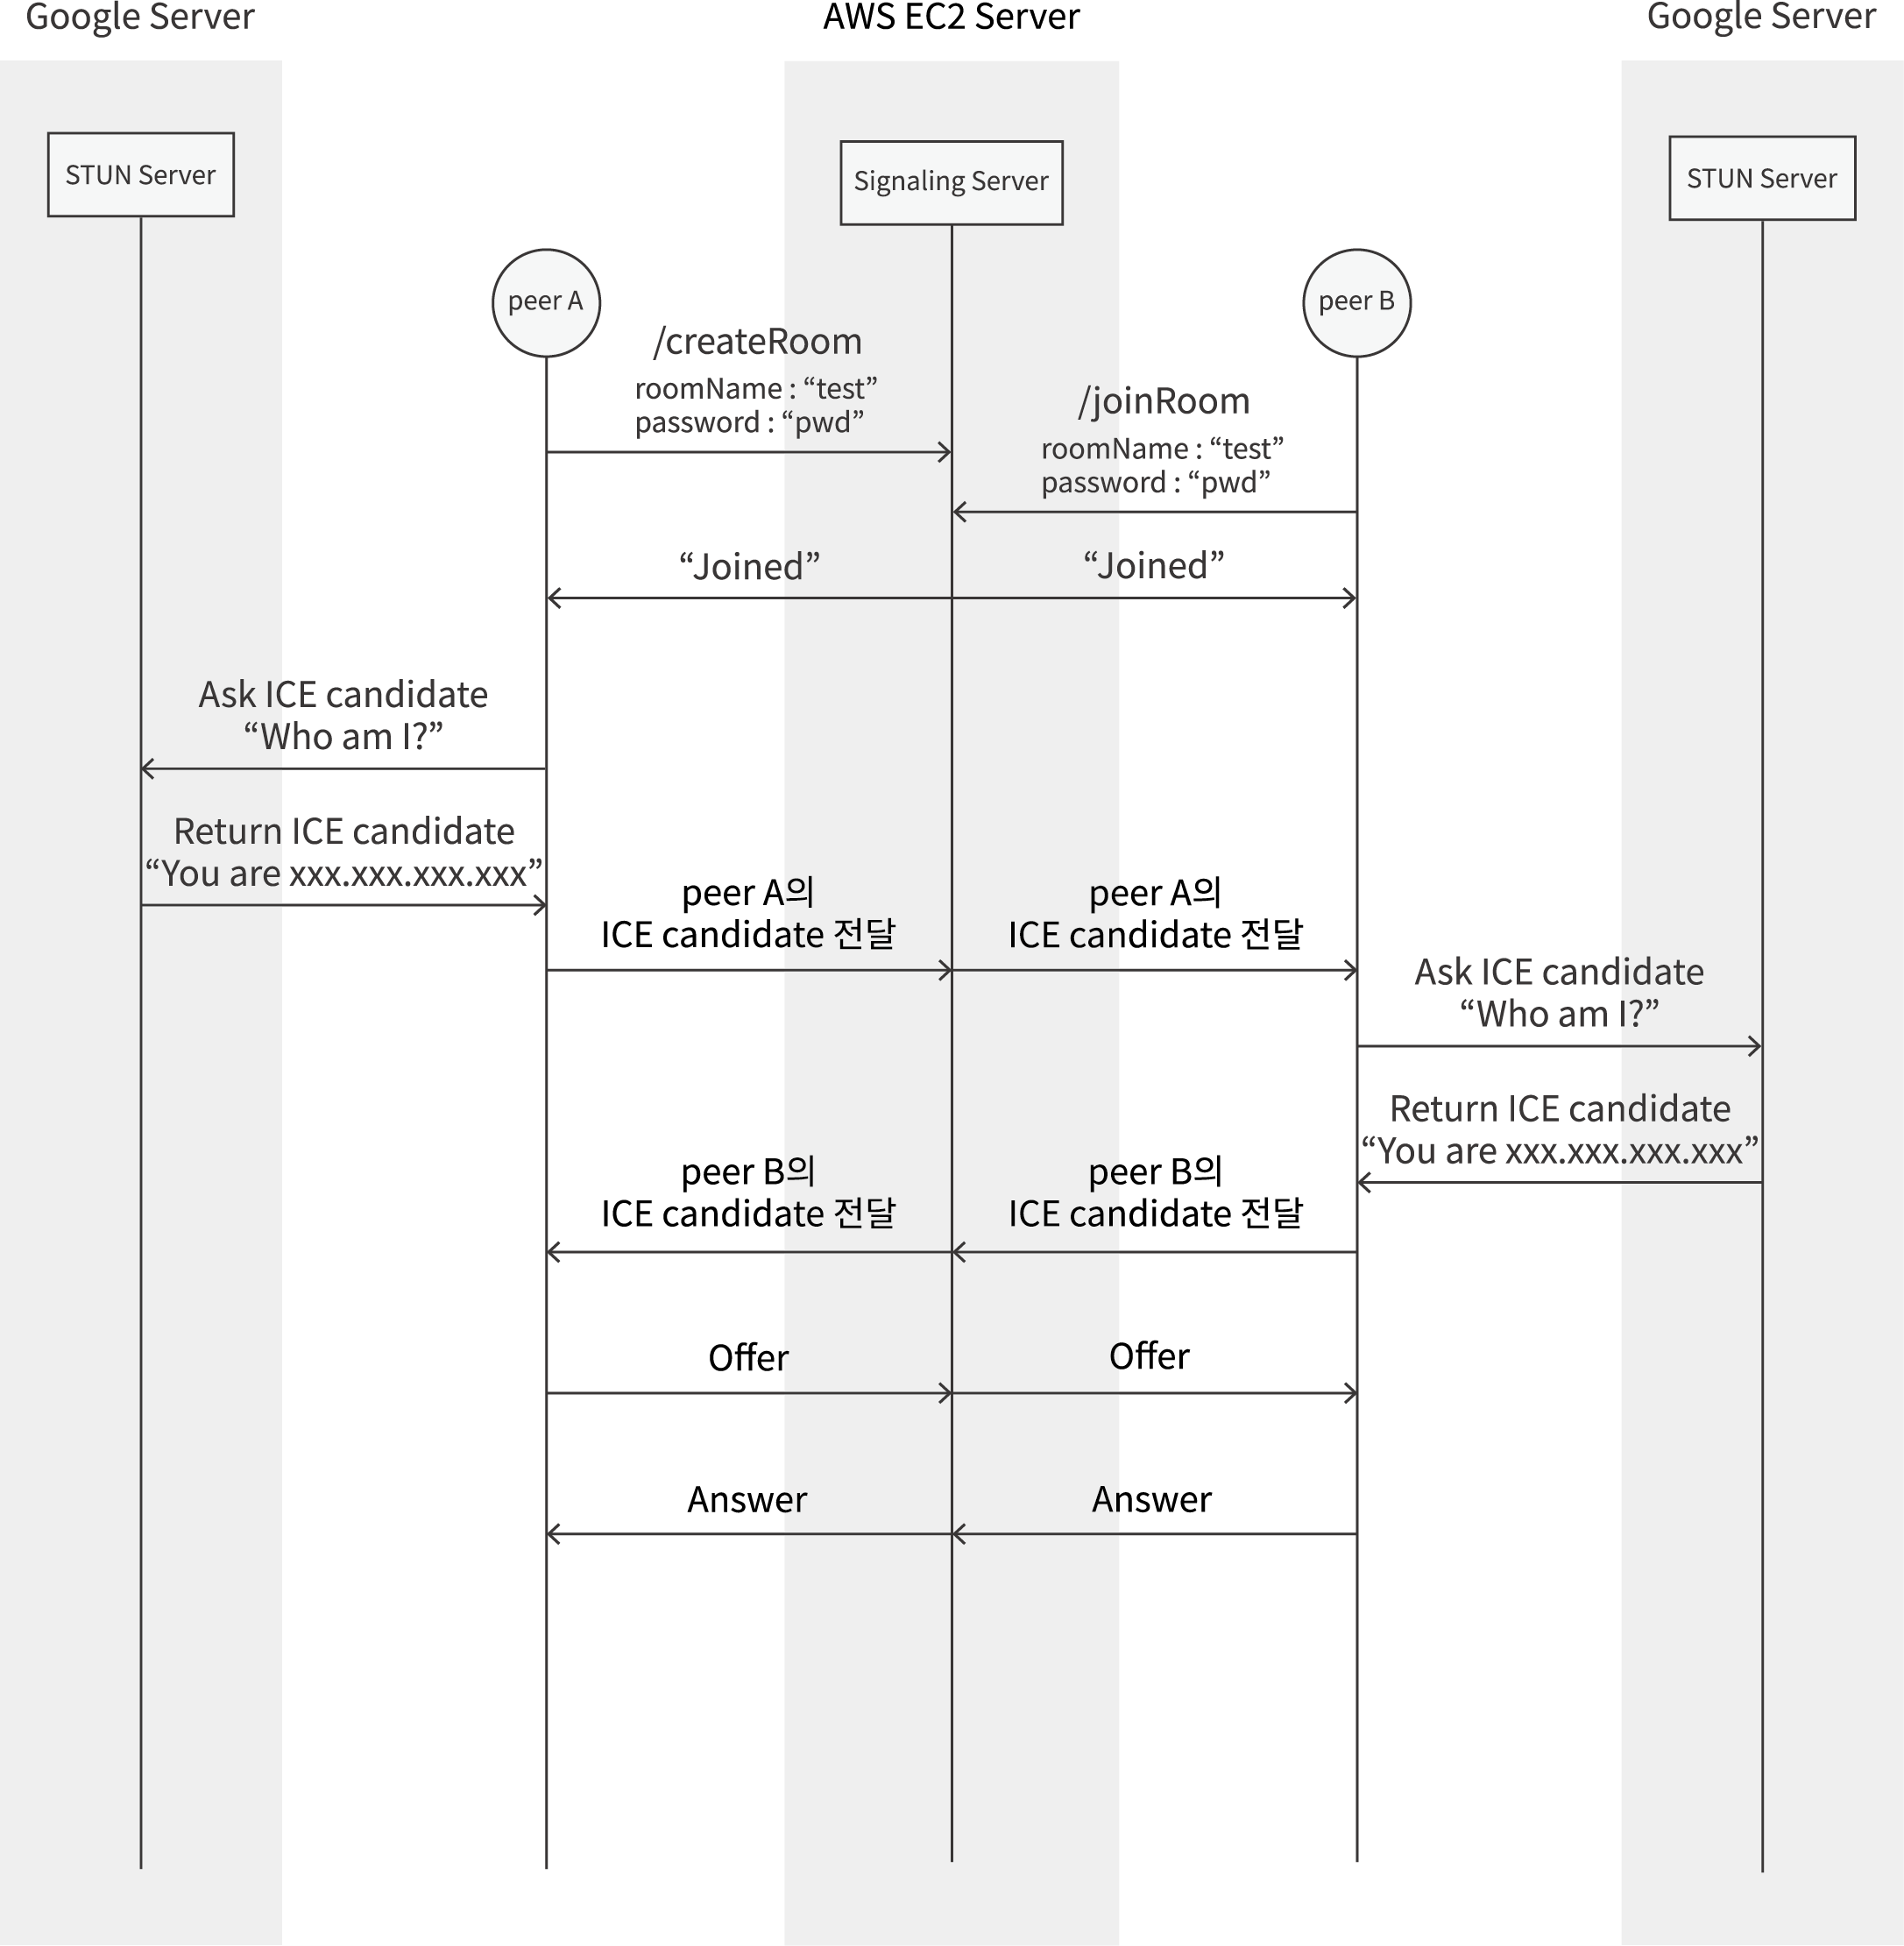 Google Server
AWS EC2 Server
Google Server
STUN Server
Signaling Server
STUN Server
peer A
peer B
/createRoom
roomName : “test”
password : “pwd”
/joinRoom
roomName : “test”
password : “pwd”
“Joined”
“Joined”
Ask ICE candidate
“Who am I?”
Return ICE candidate
“You are xxx.xxx.xxx.xxx”
peer A의
ICE candidate 전달
peer A의
ICE candidate 전달
Ask ICE candidate
“Who am I?”
Return ICE candidate
“You are xxx.xxx.xxx.xxx”
peer B의
ICE candidate 전달
peer B의
ICE candidate 전달
Offer
Offer
Answer
Answer